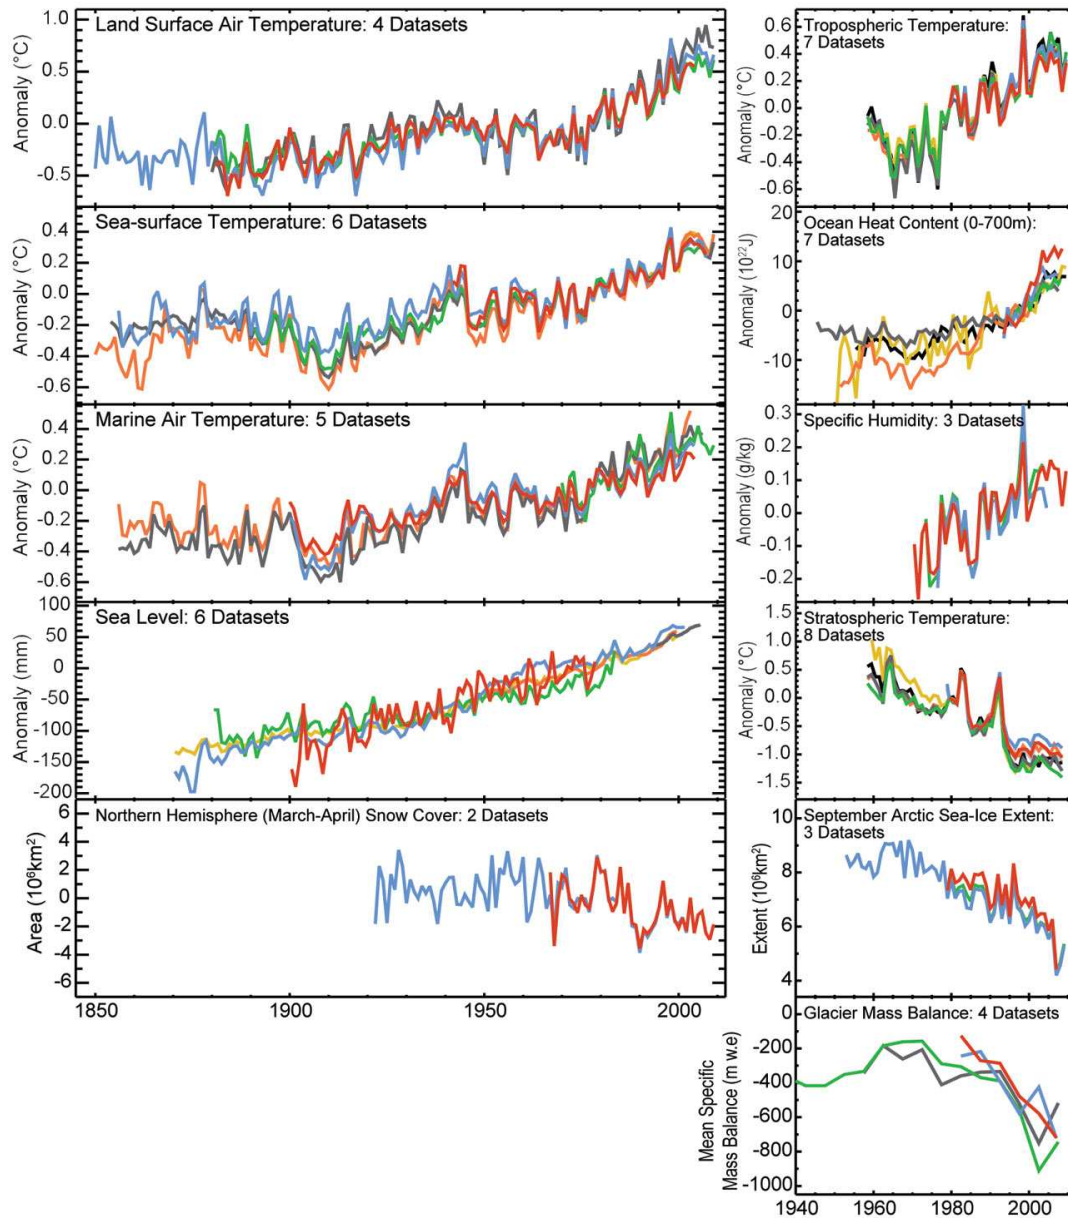 Land Surface Air Temperature: 4 Datasets
1.0
0.5
0.0
-0.5
Anomaly (°C)
Sea-surface Temperature: 6 Datasets
0.4
0.2
0.0
-0.2
-0.4
-0.6
Anomaly (°C)
Marine Air Temperature: 5 Datasets
0.4
0.2
0.0
-0.2
-0.4
-0.6
Anomaly (°C)
Sea Level: 6 Datasets
100
50
0
-50
-100
-150
-200
Anomaly (mm)
Northern Hemisphere (March-April) Snow Cover: 2 Datasets
6
4
2
0
-2
-4
-6
Area (10⁶km²)
1850 1900 1950 2000
Tropospheric Temperature:
7 Datasets
0.6
0.4
0.2
0.0
-0.2
-0.4
-0.6
Anomaly (°C)
Ocean Heat Content (0-700m):
7 Datasets
20
10
0
-10
Anomaly (10²²J)
Specific Humidity: 3 Datasets
0.3
0.2
0.1
0.0
-0.1
-0.2
Anomaly (g/kg)
Stratospheric Temperature:
8 Datasets
1.5
1.0
0.5
0.0
-0.5
-1.0
-1.5
Anomaly (°C)
September Arctic Sea-Ice Extent:
3 Datasets
10
8
6
4
Extent (10⁶km²)
Glacier Mass Balance: 4 Datasets
-200
-400
-600
-800
-1000
Mean Specific
Mass Balance (m w.e)
1940 1960 1980 2000